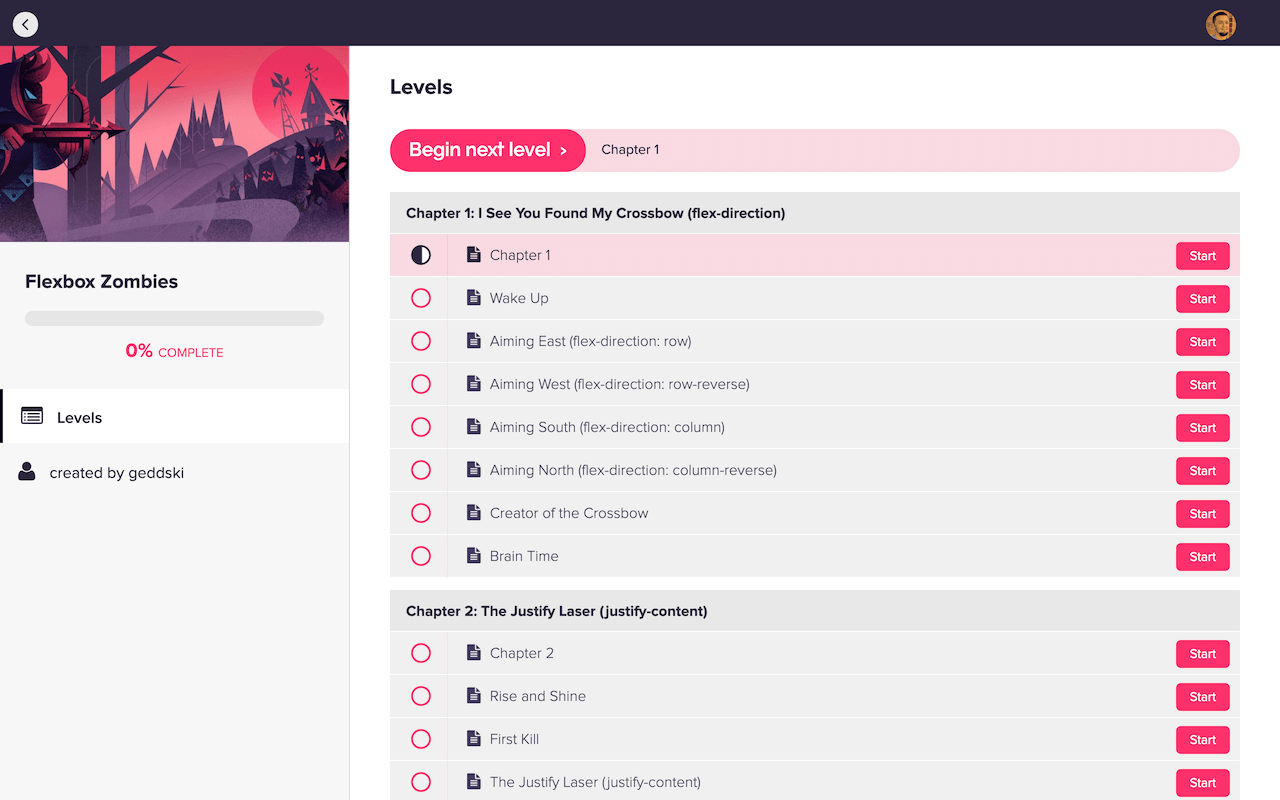 Flexbox Zombies
0% COMPLETE
Levels
created by geddski
Levels
Begin next level › Chapter 1
Chapter 1: I See You Found My Crossbow (flex-direction)
Chapter 1 Start
Wake Up Start
Aiming East (flex-direction: row) Start
Aiming West (flex-direction: row-reverse) Start
Aiming South (flex-direction: column) Start
Aiming North (flex-direction: column-reverse) Start
Creator of the Crossbow Start
Brain Time Start
Chapter 2: The Justify Laser (justify-content)
Chapter 2 Start
Rise and Shine Start
First Kill Start
The Justify Laser (justify-content) Start